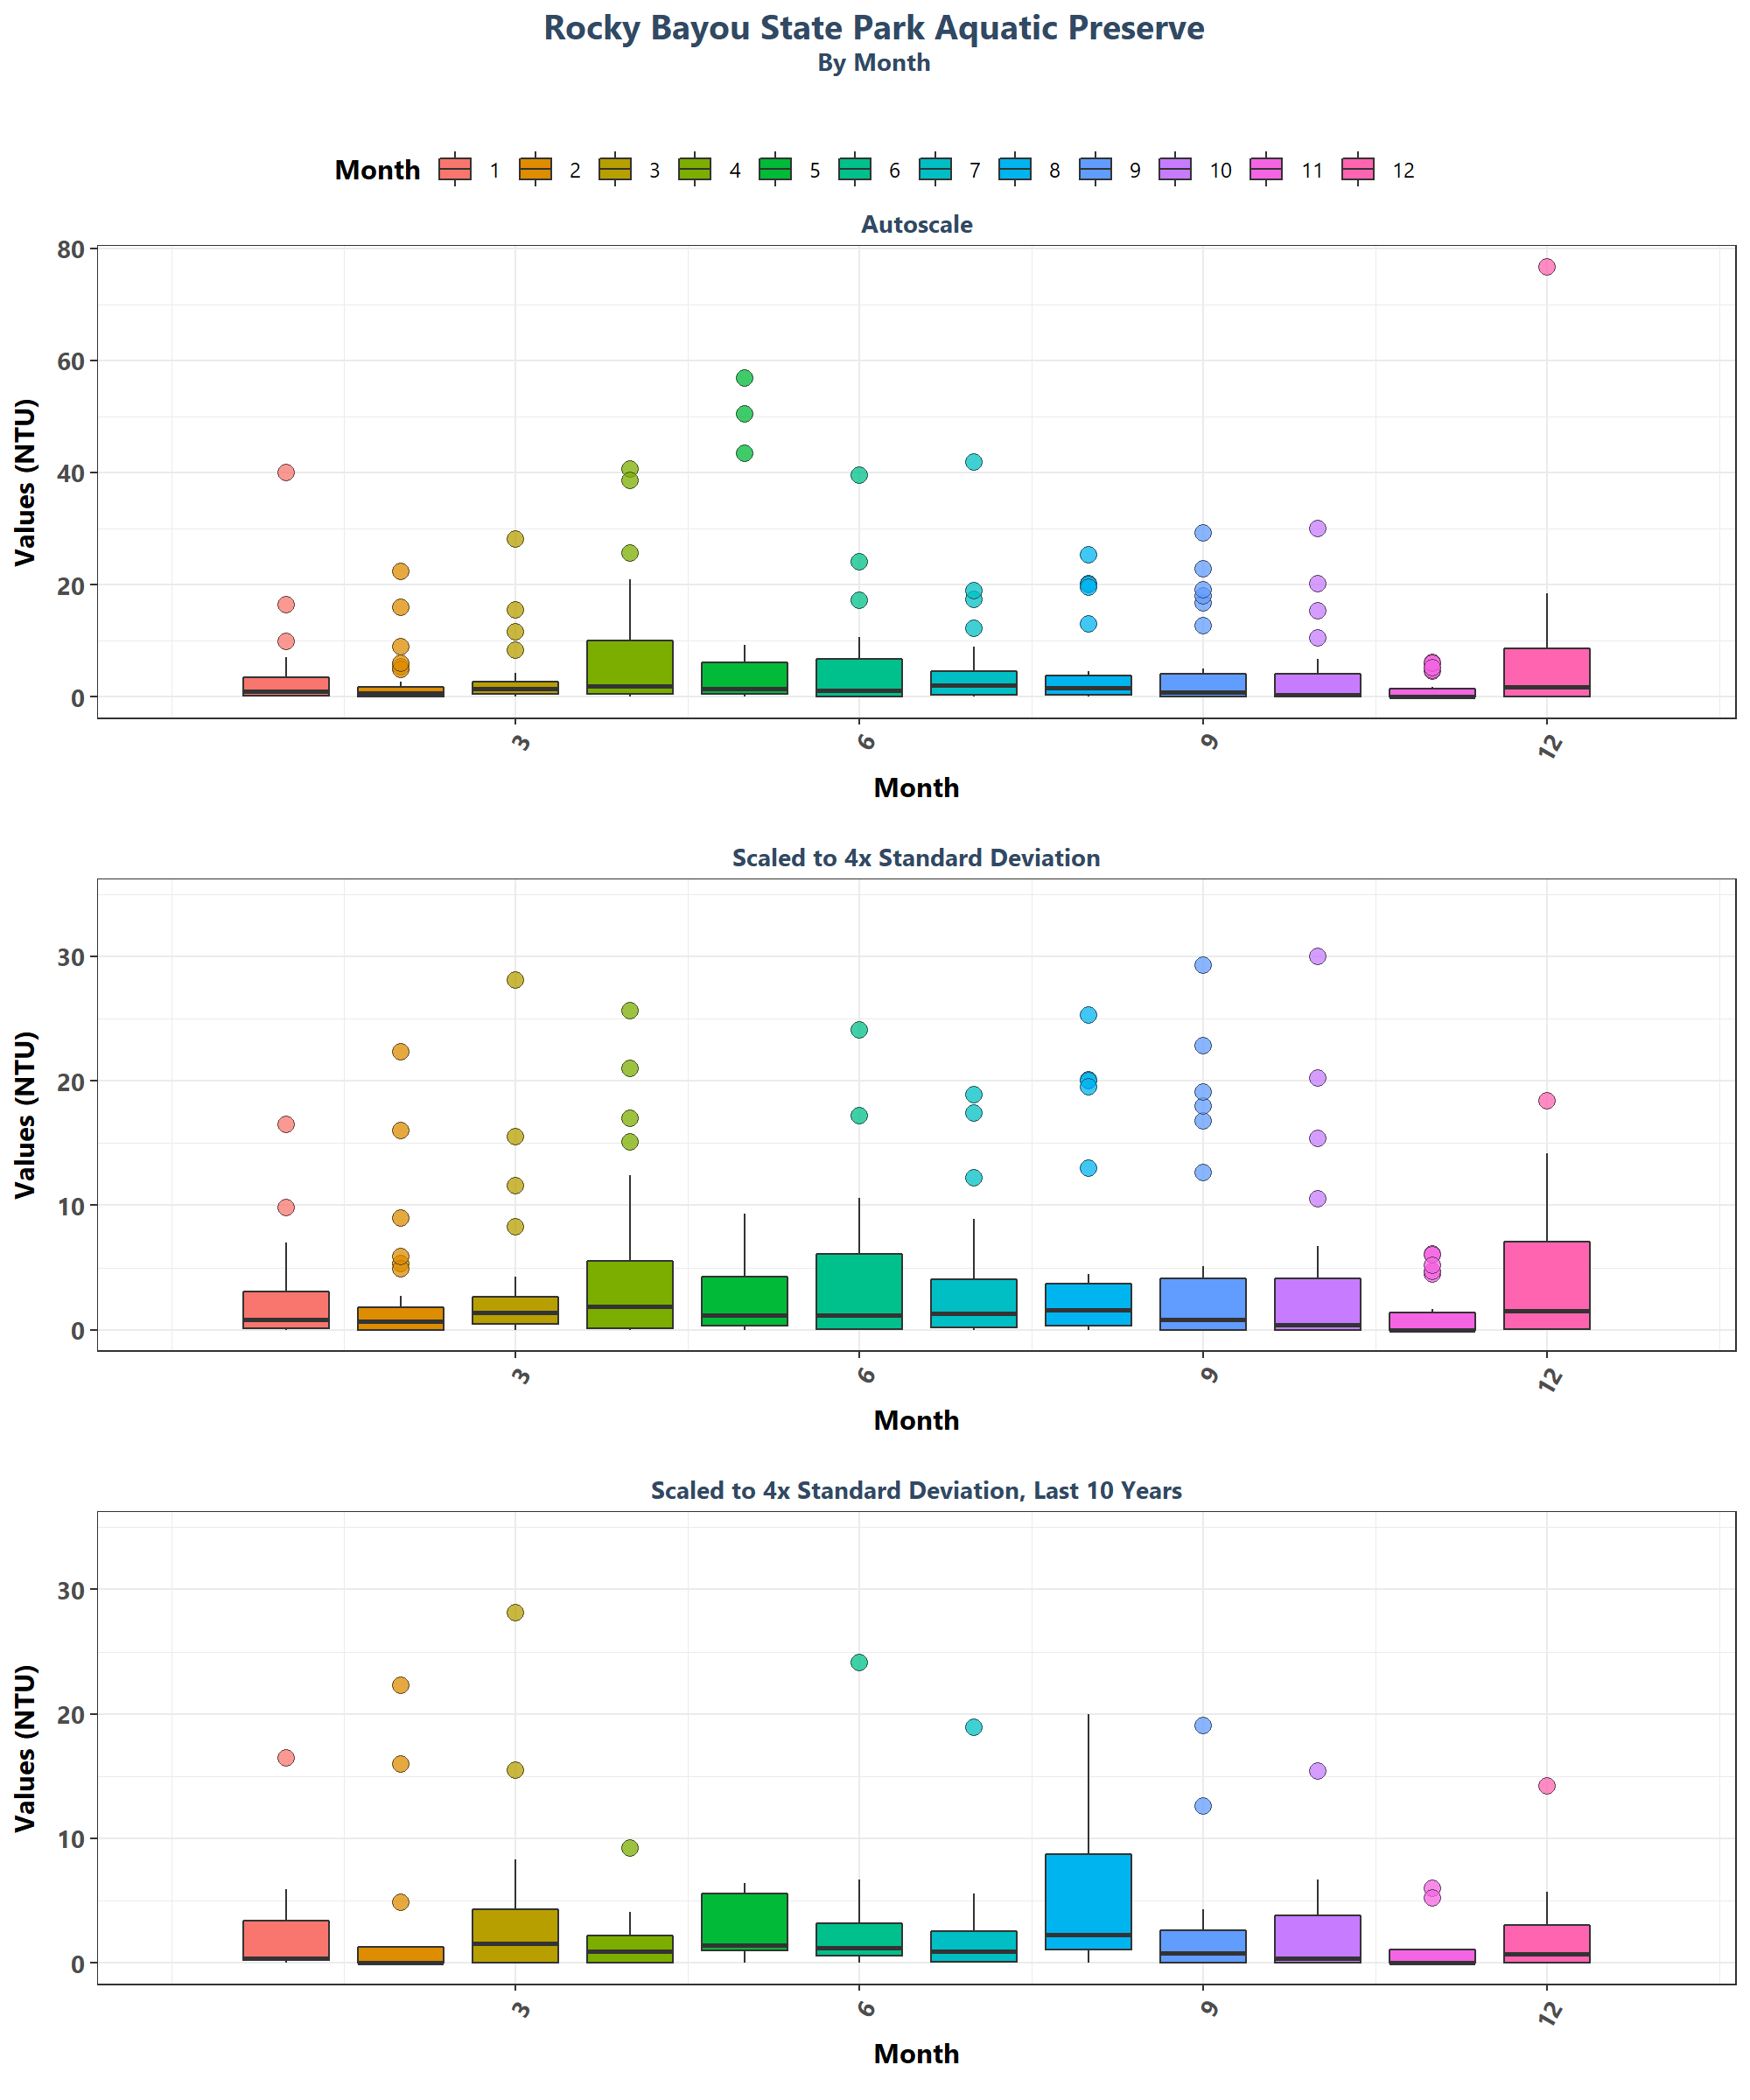 Rocky Bayou State Park Aquatic Preserve
By Month
Month 1 2 3 4 5 6 7 8 9 10 11 12
Autoscale
Values (NTU)
80
60
40
20
0
3 6 9 12
Month
Scaled to 4x Standard Deviation
Values (NTU)
30
20
10
0
3 6 9 12
Month
Scaled to 4x Standard Deviation, Last 10 Years
Values (NTU)
30
20
10
0
3 6 9 12
Month